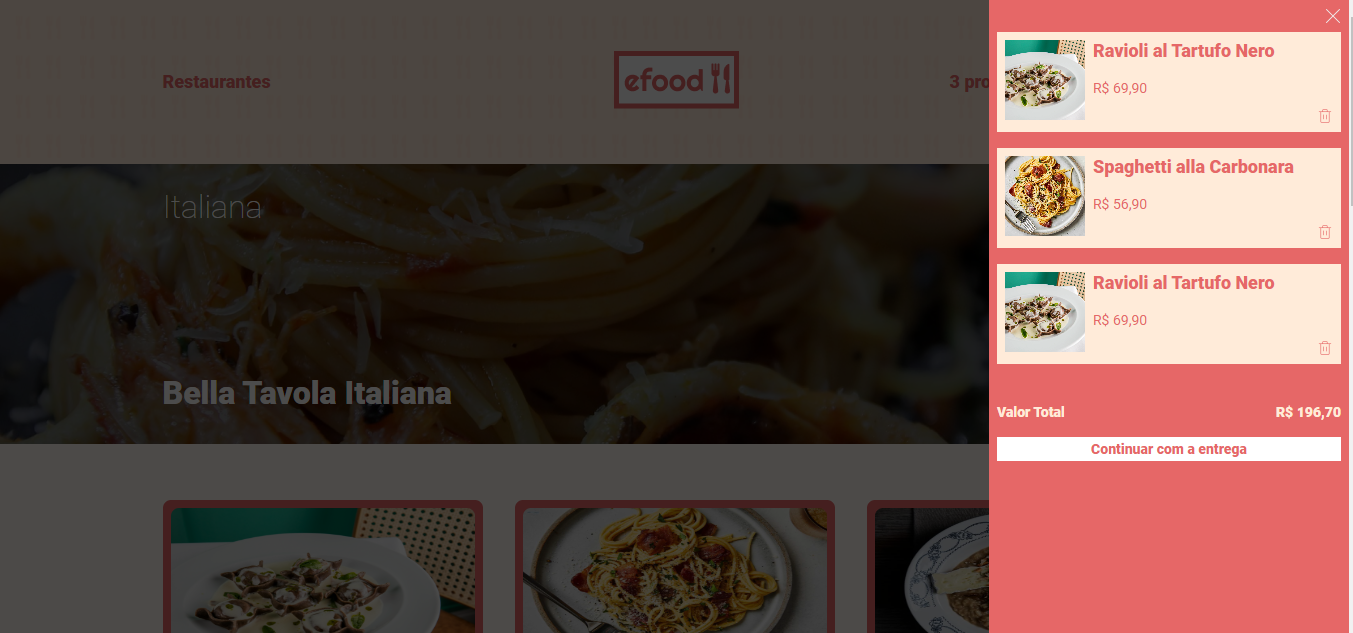 Restaurantes
efood
3 pro
Italiana
Bella Tavola Italiana
Ravioli al Tartufo Nero
R$ 69,90
Spaghetti alla Carbonara
R$ 56,90
Ravioli al Tartufo Nero
R$ 69,90
Valor Total R$ 196,70
Continuar com a entrega